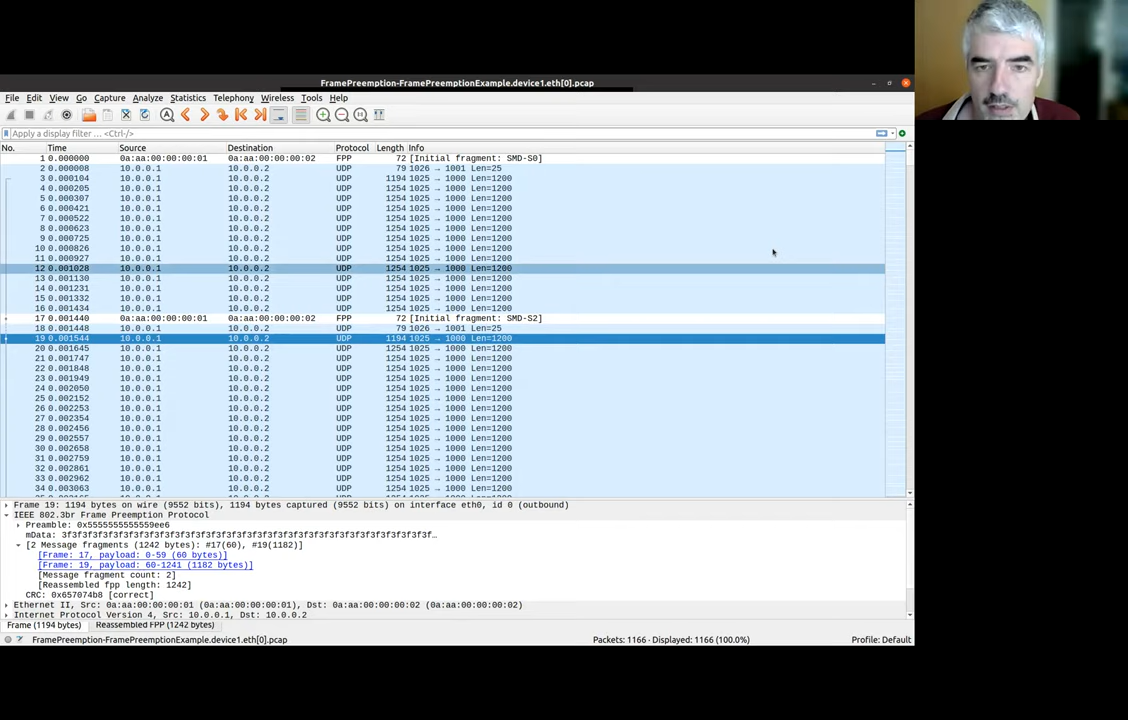 FramePreemption-FramePreemptionExample.device1.eth[0].pcap
File Edit View Go Capture Analyze Statistics Telephony Wireless Tools Help
Apply a display filter ... <Ctrl-/>
No. Time Source Destination Protocol Length Info
1 0.000000 0a:aa:00:00:00:01 0a:aa:00:00:00:02 FPP 72 [Initial fragment: SMD-S0]
2 0.000008 10.0.0.1 10.0.0.2 UDP 79 1026 → 1001 Len=25
3 0.000104 10.0.0.1 10.0.0.2 UDP 1194 1025 → 1000 Len=1200
4 0.000205 10.0.0.1 10.0.0.2 UDP 1254 1025 → 1000 Len=1200
5 0.000307 10.0.0.1 10.0.0.2 UDP 1254 1025 → 1000 Len=1200
6 0.000421 10.0.0.1 10.0.0.2 UDP 1254 1025 → 1000 Len=1200
7 0.000522 10.0.0.1 10.0.0.2 UDP 1254 1025 → 1000 Len=1200
8 0.000623 10.0.0.1 10.0.0.2 UDP 1254 1025 → 1000 Len=1200
9 0.000725 10.0.0.1 10.0.0.2 UDP 1254 1025 → 1000 Len=1200
10 0.000826 10.0.0.1 10.0.0.2 UDP 1254 1025 → 1000 Len=1200
11 0.000927 10.0.0.1 10.0.0.2 UDP 1254 1025 → 1000 Len=1200
12 0.001028 10.0.0.1 10.0.0.2 UDP 1254 1025 → 1000 Len=1200
13 0.001130 10.0.0.1 10.0.0.2 UDP 1254 1025 → 1000 Len=1200
14 0.001231 10.0.0.1 10.0.0.2 UDP 1254 1025 → 1000 Len=1200
15 0.001332 10.0.0.1 10.0.0.2 UDP 1254 1025 → 1000 Len=1200
16 0.001434 10.0.0.1 10.0.0.2 UDP 1254 1025 → 1000 Len=1200
17 0.001440 0a:aa:00:00:00:01 0a:aa:00:00:00:02 FPP 72 [Initial fragment: SMD-S2]
18 0.001448 10.0.0.1 10.0.0.2 UDP 79 1026 → 1001 Len=25
19 0.001544 10.0.0.1 10.0.0.2 UDP 1194 1025 → 1000 Len=1200
20 0.001645 10.0.0.1 10.0.0.2 UDP 1254 1025 → 1000 Len=1200
21 0.001747 10.0.0.1 10.0.0.2 UDP 1254 1025 → 1000 Len=1200
22 0.001848 10.0.0.1 10.0.0.2 UDP 1254 1025 → 1000 Len=1200
23 0.001949 10.0.0.1 10.0.0.2 UDP 1254 1025 → 1000 Len=1200
24 0.002050 10.0.0.1 10.0.0.2 UDP 1254 1025 → 1000 Len=1200
25 0.002152 10.0.0.1 10.0.0.2 UDP 1254 1025 → 1000 Len=1200
26 0.002253 10.0.0.1 10.0.0.2 UDP 1254 1025 → 1000 Len=1200
27 0.002354 10.0.0.1 10.0.0.2 UDP 1254 1025 → 1000 Len=1200
28 0.002456 10.0.0.1 10.0.0.2 UDP 1254 1025 → 1000 Len=1200
29 0.002557 10.0.0.1 10.0.0.2 UDP 1254 1025 → 1000 Len=1200
30 0.002658 10.0.0.1 10.0.0.2 UDP 1254 1025 → 1000 Len=1200
31 0.002759 10.0.0.1 10.0.0.2 UDP 1254 1025 → 1000 Len=1200
32 0.002861 10.0.0.1 10.0.0.2 UDP 1254 1025 → 1000 Len=1200
33 0.002962 10.0.0.1 10.0.0.2 UDP 1254 1025 → 1000 Len=1200
34 0.003063 10.0.0.1 10.0.0.2 UDP 1254 1025 → 1000 Len=1200
Frame 19: 1194 bytes on wire (9552 bits), 1194 bytes captured (9552 bits) on interface eth0, id 0 (outbound)
IEEE 802.3br Frame Preemption Protocol
Preamble: 0x5555555555559ee6
mData: 3f3f3f3f3f3f3f3f3f3f3f3f3f3f3f3f3f3f3f3f3f3f3f3f3f3f3f3f3f3f3f3f3f3f3f3f…
[2 Message fragments (1242 bytes): #17(60), #19(1182)]
[Frame: 17, payload: 0-59 (60 bytes)]
[Frame: 19, payload: 60-1241 (1182 bytes)]
[Message fragment count: 2]
[Reassembled fpp length: 1242]
CRC: 0x657074b8 [correct]
Ethernet II, Src: 0a:aa:00:00:00:01 (0a:aa:00:00:00:01), Dst: 0a:aa:00:00:00:02 (0a:aa:00:00:00:02)
Internet Protocol Version 4, Src: 10.0.0.1, Dst: 10.0.0.2
Frame (1194 bytes) Reassembled FPP (1242 bytes)
FramePreemption-FramePreemptionExample.device1.eth[0].pcap Packets: 1166 · Displayed: 1166 (100.0%) Profile: Default